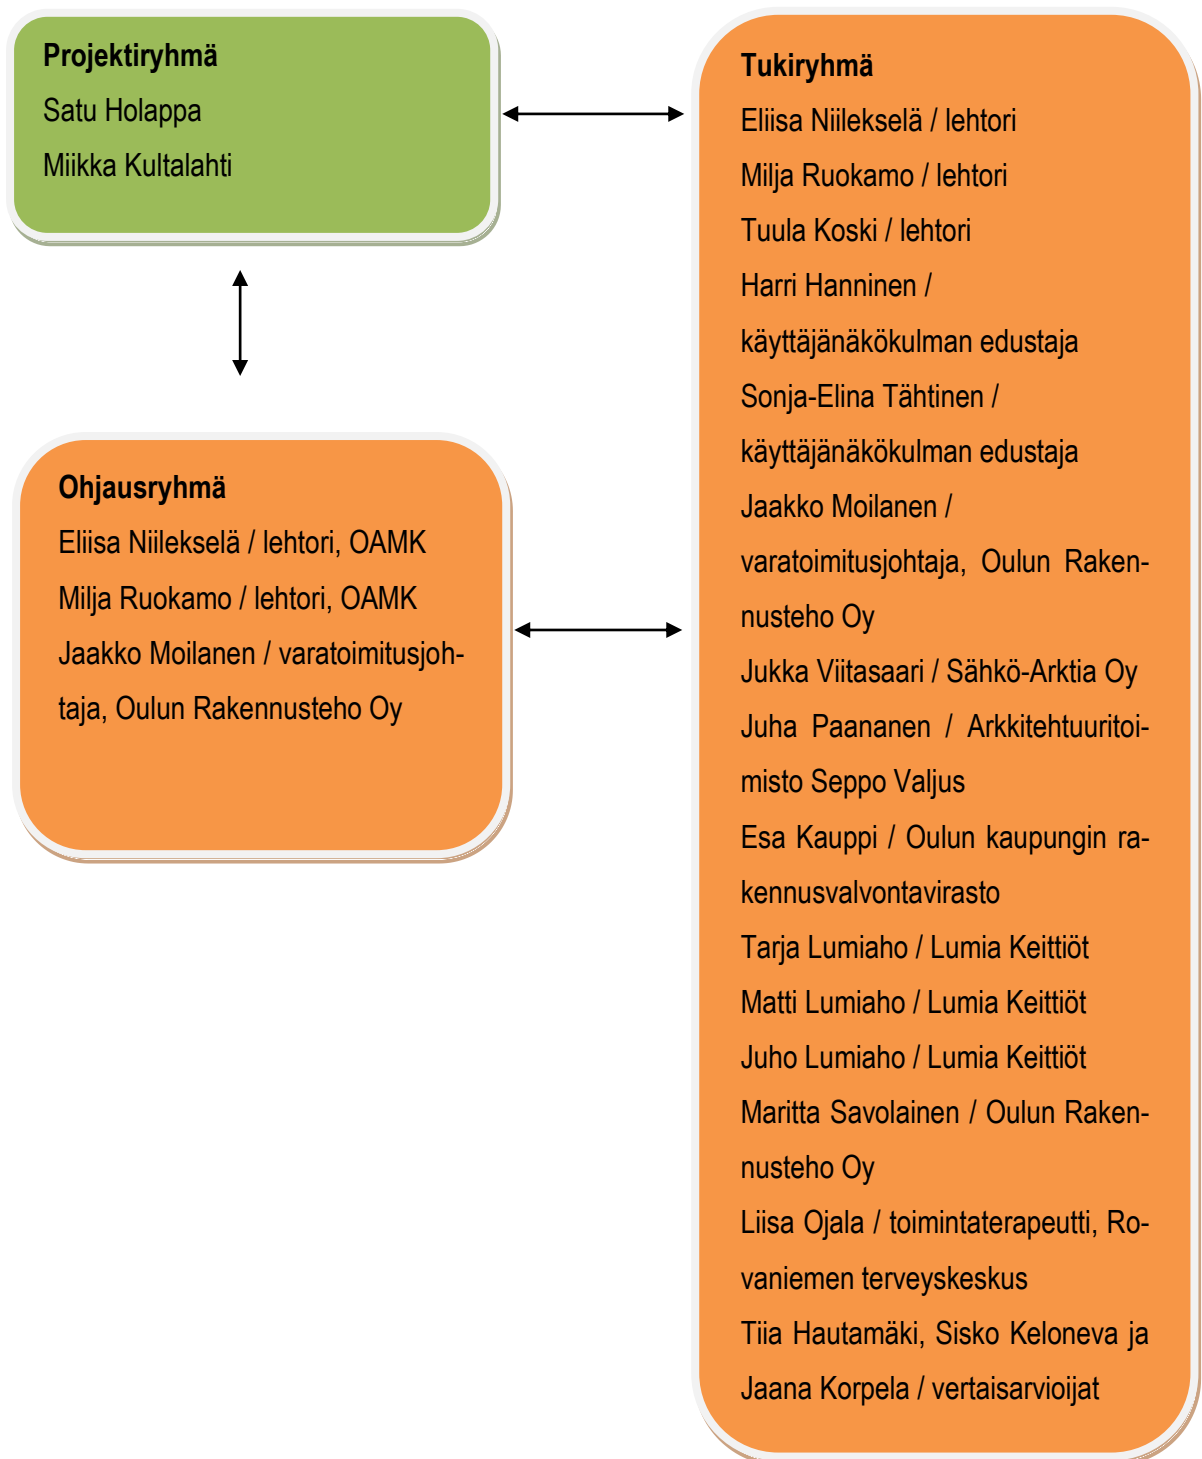 Projektiryhmä
Satu Holappa
Miikka Kultalahti
Ohjausryhmä
Eliisa Niilekselä / lehtori, OAMK
Milja Ruokamo / lehtori, OAMK
Jaakko Moilanen / varatoimitusjoh-
taja, Oulun Rakennusteho Oy
Tukiryhmä
Eliisa Niilekselä / lehtori
Milja Ruokamo / lehtori
Tuula Koski / lehtori
Harri Hanninen /
käyttäjänäkökulman edustaja
Sonja-Elina Tähtinen /
käyttäjänäkökulman edustaja
Jaakko Moilanen /
varatoimitusjohtaja, Oulun Raken-
nusteho Oy
Jukka Viitasaari / Sähkö-Arktia Oy
Juha Paananen / Arkkitehtuuritoi-
misto Seppo Valjus
Esa Kauppi / Oulun kaupungin ra-
kennusvalvontavirasto
Tarja Lumiaho / Lumia Keittiöt
Matti Lumiaho / Lumia Keittiöt
Juho Lumiaho / Lumia Keittiöt
Maritta Savolainen / Oulun Raken-
nusteho Oy
Liisa Ojala / toimintaterapeutti, Ro-
vaniemen terveyskeskus
Tiia Hautamäki, Sisko Keloneva ja
Jaana Korpela / vertaisarvioijat